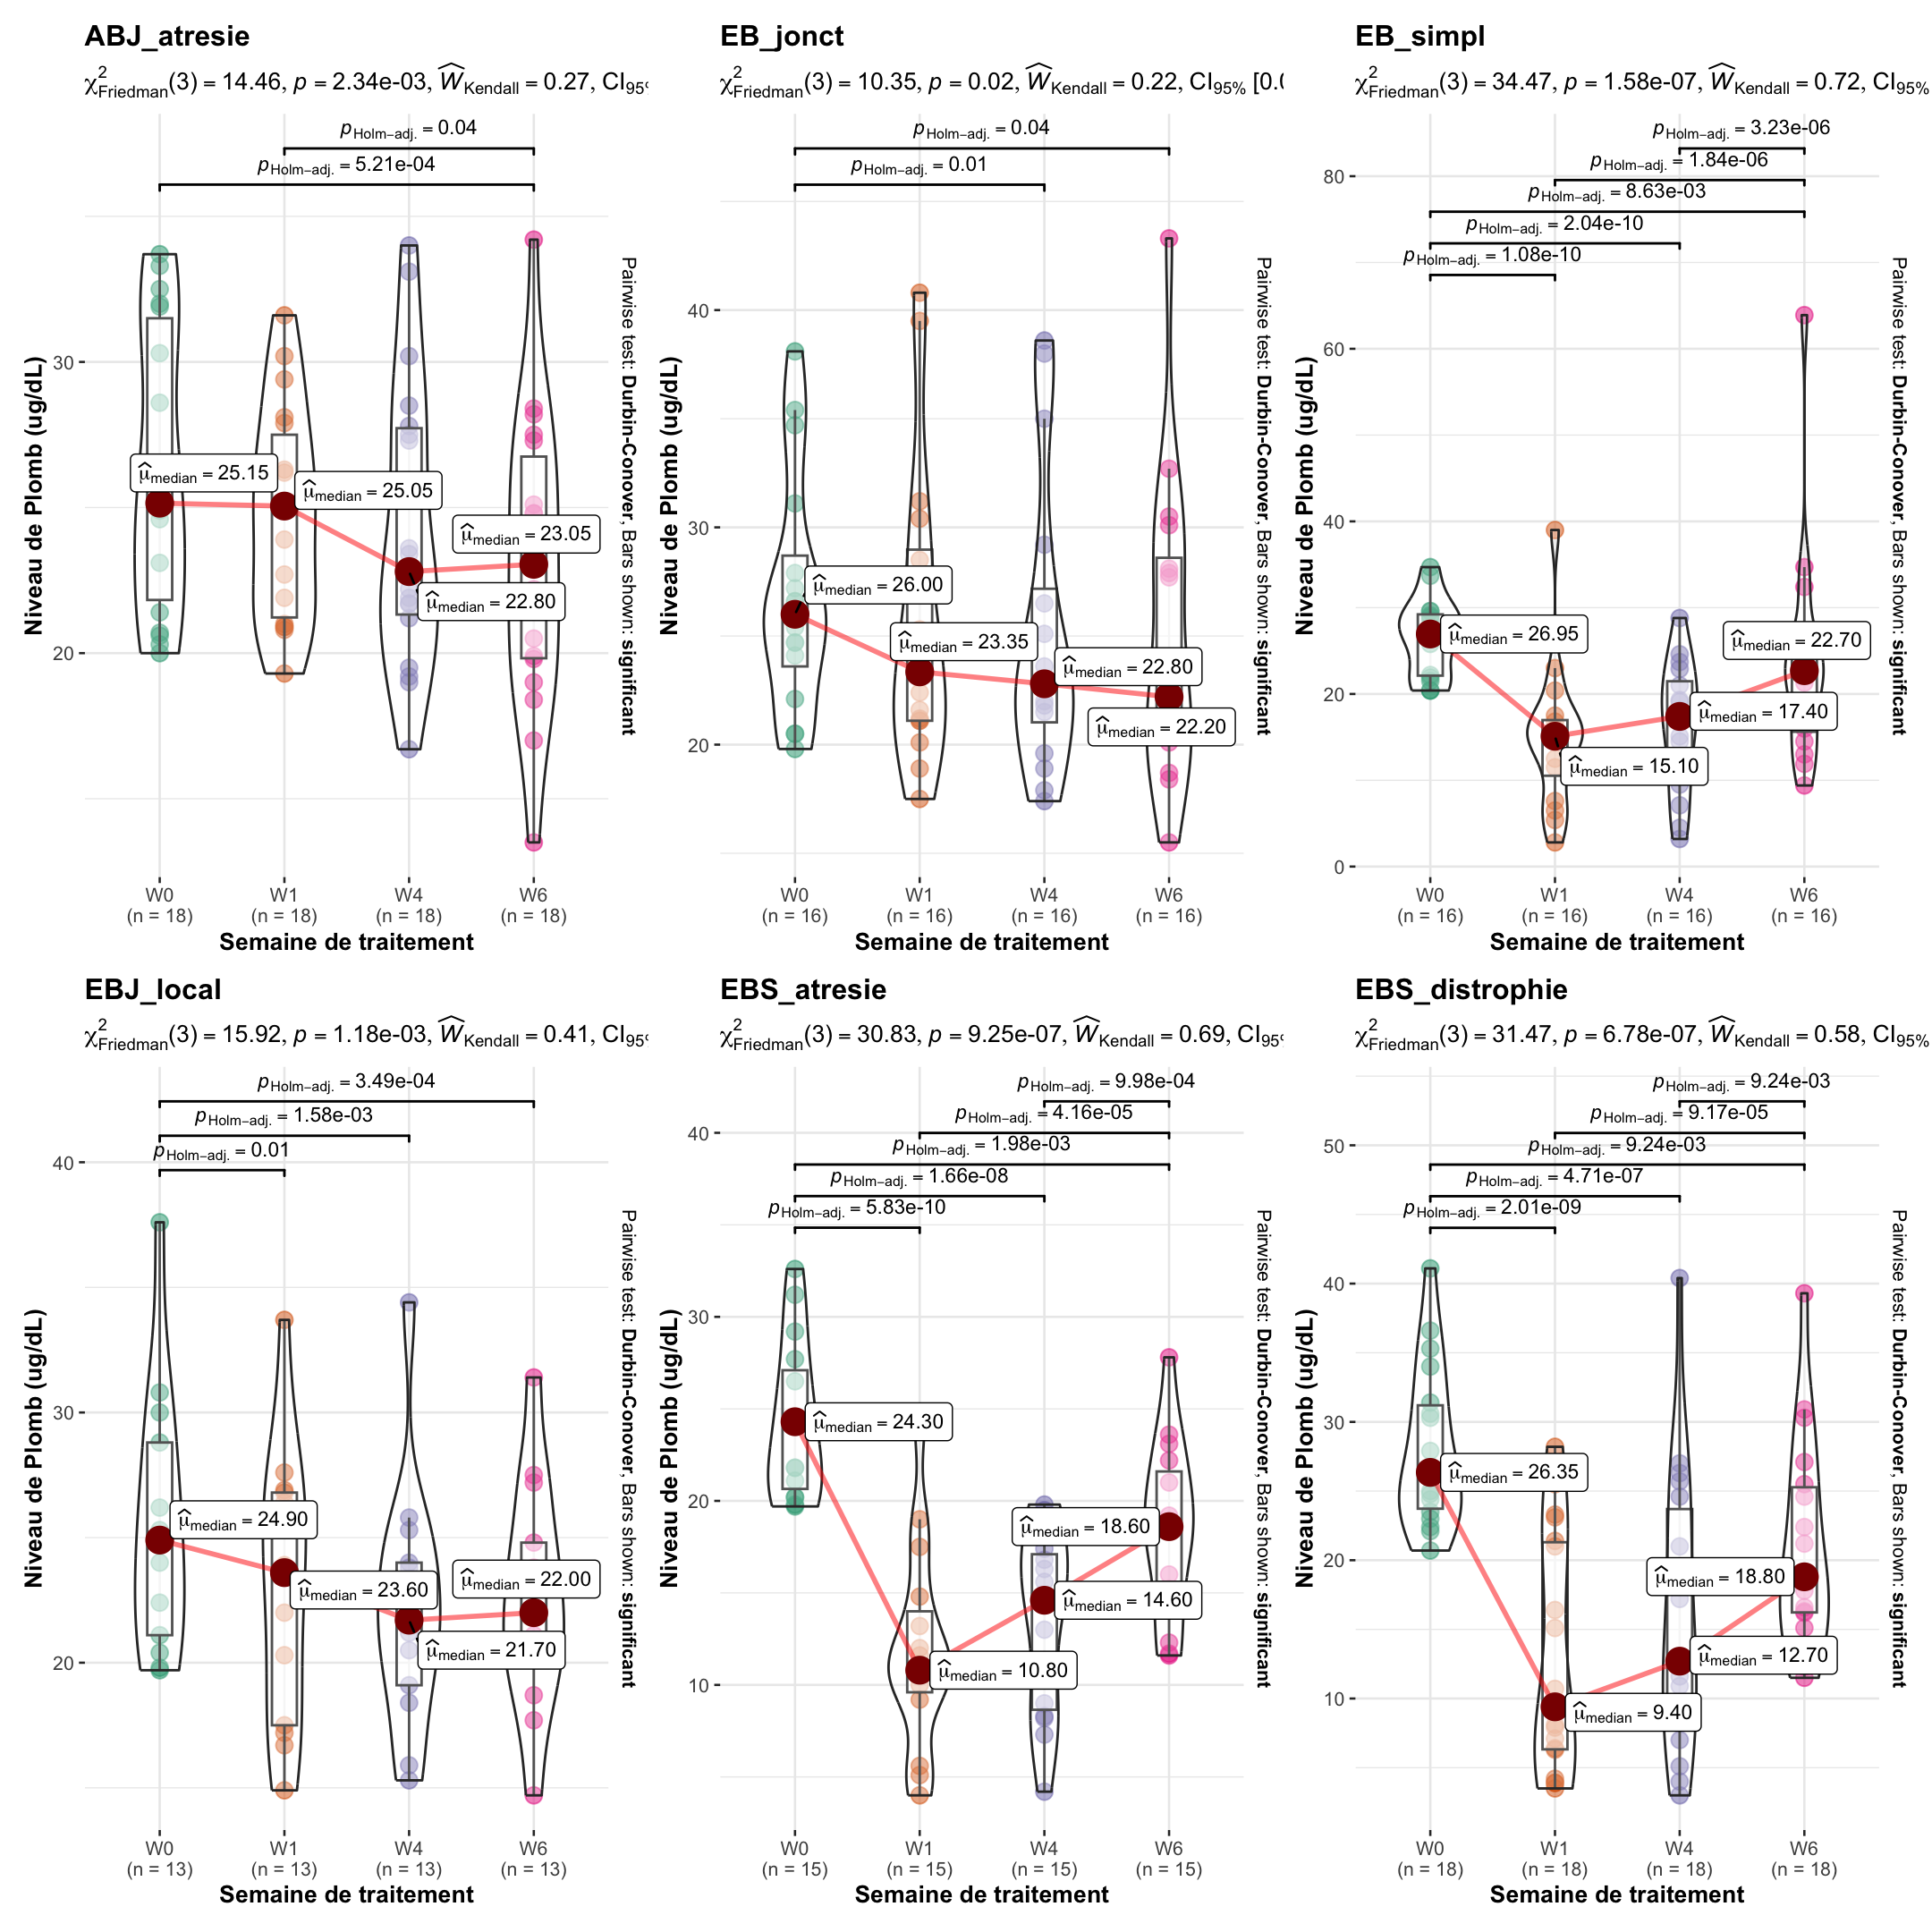 ABJ_atresie
χ²Friedman(3) = 14.46, p = 2.34e-03, ŴKendall = 0.27, CI95%
pHolm−adj. = 0.04
pHolm−adj. = 5.21e-04
30
20
Niveau de Plomb (ug/dL)
μ̂median = 25.15
μ̂median = 25.05
μ̂median = 23.05
μ̂median = 22.80
Pairwise test: Durbin-Conover, Bars shown: significant
W0 W1 W4 W6
(n = 18) (n = 18) (n = 18) (n = 18)
Semaine de traitement
EB_jonct
χ²Friedman(3) = 10.35, p = 0.02, ŴKendall = 0.22, CI95% [0.0
pHolm−adj. = 0.04
pHolm−adj. = 0.01
40
30
20
Niveau de Plomb (ug/dL)
μ̂median = 26.00
μ̂median = 23.35
μ̂median = 22.80
μ̂median = 22.20
Pairwise test: Durbin-Conover, Bars shown: significant
W0 W1 W4 W6
(n = 16) (n = 16) (n = 16) (n = 16)
Semaine de traitement
EB_simpl
χ²Friedman(3) = 34.47, p = 1.58e-07, ŴKendall = 0.72, CI95%
pHolm−adj. = 3.23e-06
pHolm−adj. = 1.84e-06
pHolm−adj. = 8.63e-03
pHolm−adj. = 2.04e-10
pHolm−adj. = 1.08e-10
80
60
40
20
0
Niveau de Plomb (ug/dL)
μ̂median = 26.95
μ̂median = 22.70
μ̂median = 17.40
μ̂median = 15.10
Pairwise test: Durbin-Conover, Bars shown: significant
W0 W1 W4 W6
(n = 16) (n = 16) (n = 16) (n = 16)
Semaine de traitement
EBJ_local
χ²Friedman(3) = 15.92, p = 1.18e-03, ŴKendall = 0.41, CI95%
pHolm−adj. = 3.49e-04
pHolm−adj. = 1.58e-03
pHolm−adj. = 0.01
40
30
20
Niveau de Plomb (ug/dL)
μ̂median = 24.90
μ̂median = 23.60
μ̂median = 22.00
μ̂median = 21.70
Pairwise test: Durbin-Conover, Bars shown: significant
W0 W1 W4 W6
(n = 13) (n = 13) (n = 13) (n = 13)
Semaine de traitement
EBS_atresie
χ²Friedman(3) = 30.83, p = 9.25e-07, ŴKendall = 0.69, CI95%
pHolm−adj. = 9.98e-04
pHolm−adj. = 4.16e-05
pHolm−adj. = 1.98e-03
pHolm−adj. = 1.66e-08
pHolm−adj. = 5.83e-10
40
30
20
10
Niveau de Plomb (ug/dL)
μ̂median = 24.30
μ̂median = 18.60
μ̂median = 14.60
μ̂median = 10.80
Pairwise test: Durbin-Conover, Bars shown: significant
W0 W1 W4 W6
(n = 15) (n = 15) (n = 15) (n = 15)
Semaine de traitement
EBS_distrophie
χ²Friedman(3) = 31.47, p = 6.78e-07, ŴKendall = 0.58, CI95%
pHolm−adj. = 9.24e-03
pHolm−adj. = 9.17e-05
pHolm−adj. = 9.24e-03
pHolm−adj. = 4.71e-07
pHolm−adj. = 2.01e-09
50
40
30
20
10
Niveau de Plomb (ug/dL)
μ̂median = 26.35
μ̂median = 18.80
μ̂median = 12.70
μ̂median = 9.40
Pairwise test: Durbin-Conover, Bars shown: significant
W0 W1 W4 W6
(n = 18) (n = 18) (n = 18) (n = 18)
Semaine de traitement